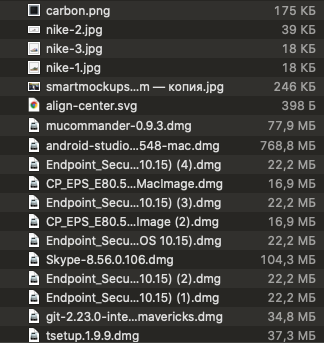 carbon.png 175 КБ
nike-2.jpg 39 КБ
nike-3.jpg 18 КБ
nike-1.jpg 18 КБ
smartmockups...m — копия.jpg 246 КБ
align-center.svg 398 Б
mucommander-0.9.3.dmg 77,9 МБ
android-studio...548-mac.dmg 768,8 МБ
Endpoint_Secu...10.15) (4).dmg 22,2 МБ
CP_EPS_E80.5...MacImage.dmg 16,9 МБ
Endpoint_Secu...10.15) (3).dmg 22,2 МБ
CP_EPS_E80.5...Image (2).dmg 16,9 МБ
Endpoint_Secu...OS 10.15).dmg 22,2 МБ
Skype-8.56.0.106.dmg 104,3 МБ
Endpoint_Secu...10.15) (2).dmg 22,2 МБ
Endpoint_Secu...10.15) (1).dmg 22,2 МБ
git-2.23.0-inte...mavericks.dmg 34,8 МБ
tsetup.1.9.9.dmg 37,3 МБ